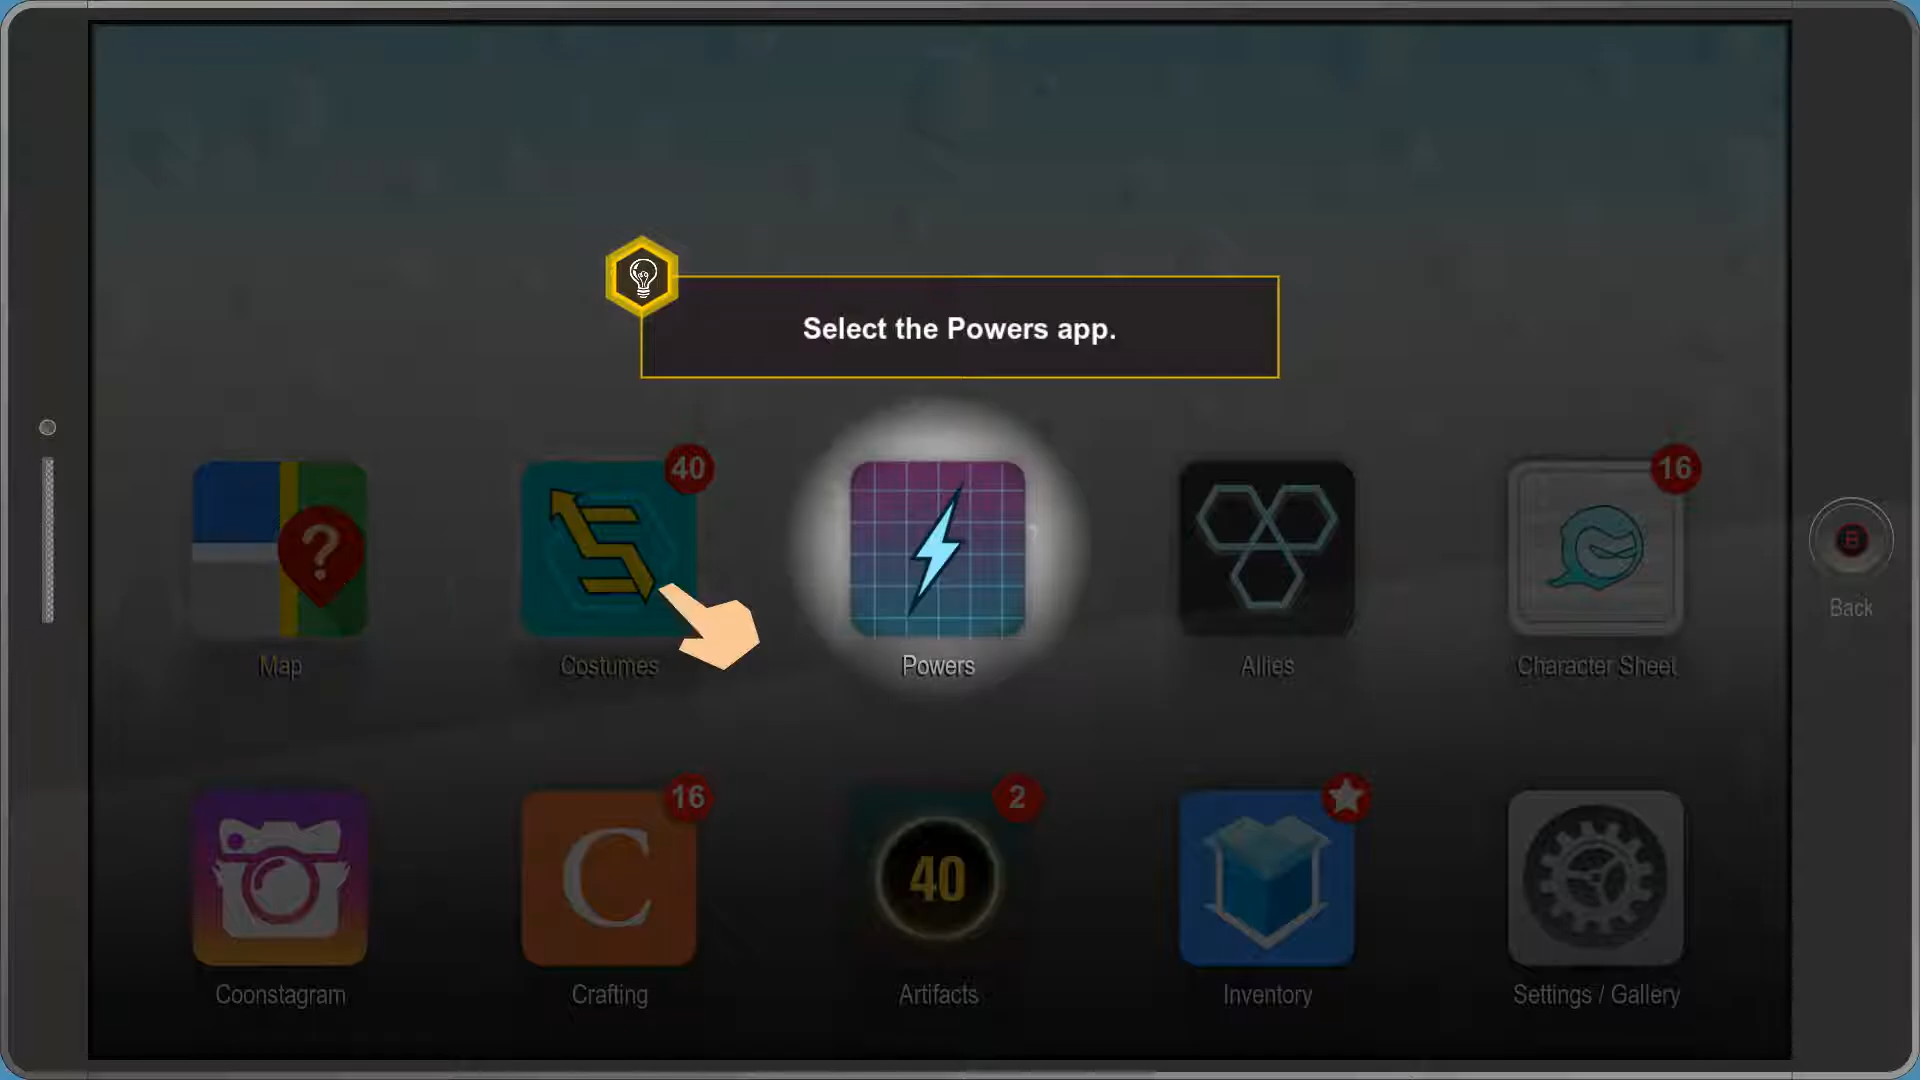 Select the Powers app.
40
16
?
B
Map
Costumes
Powers
Allies
Character Sheet
Back
16
2
C
40
Coonstagram
Crafting
Artifacts
Inventory
Settings / Gallery